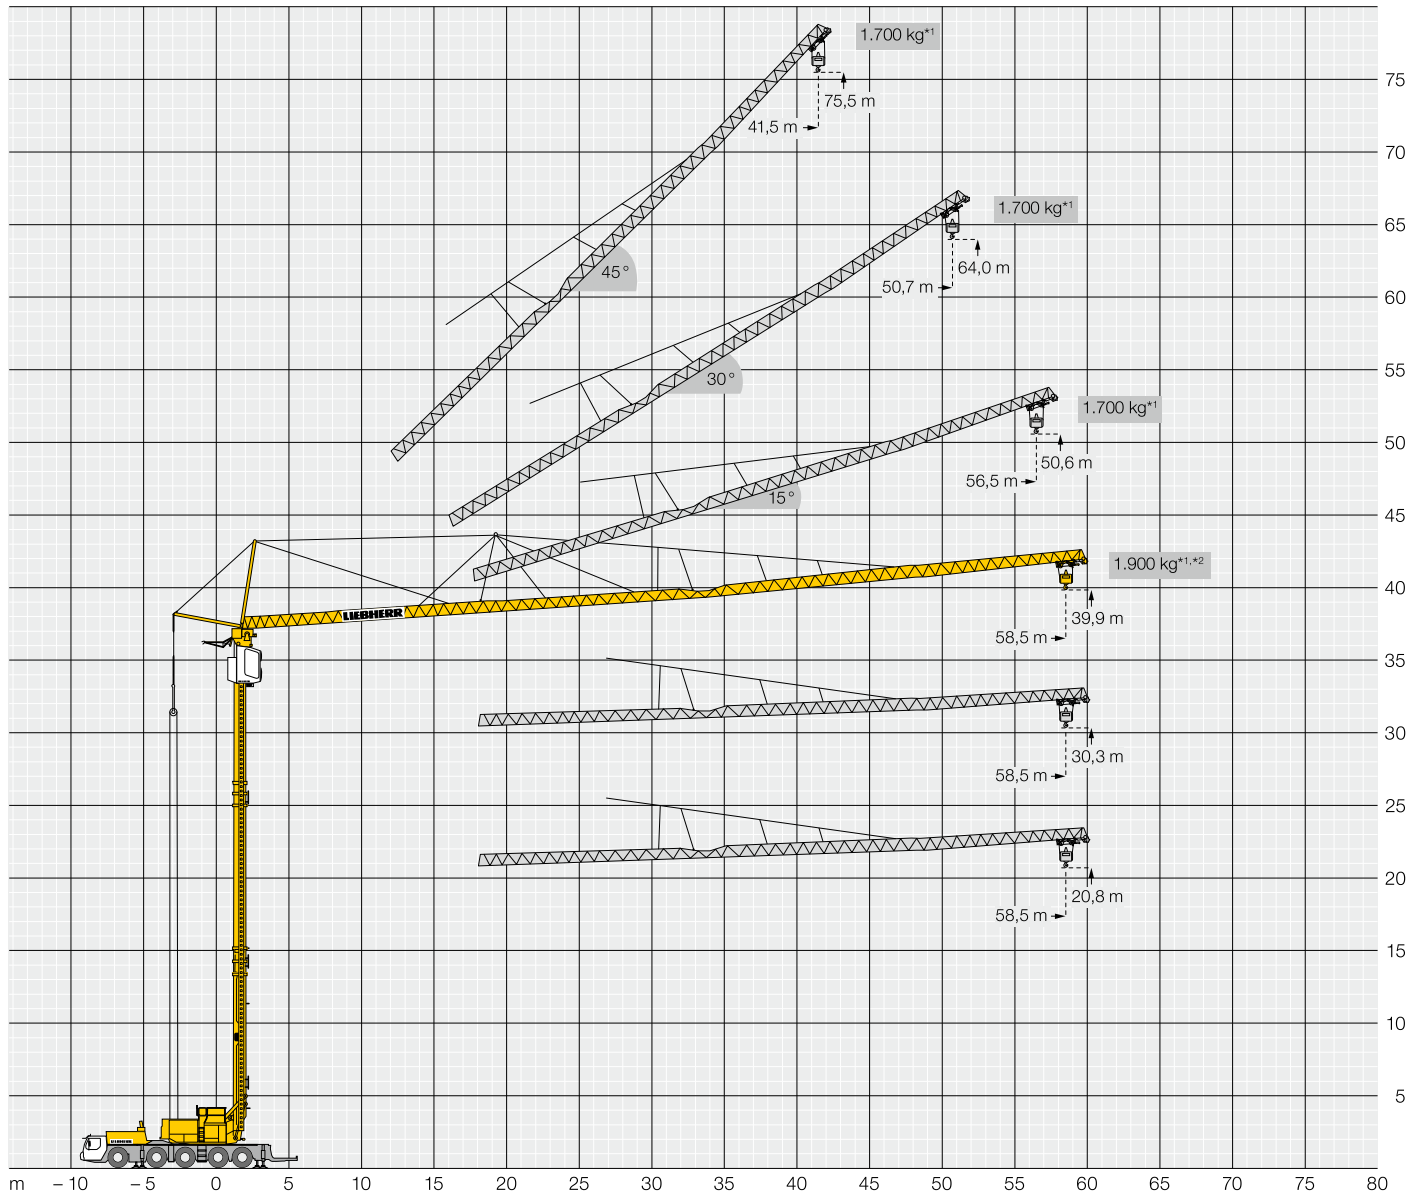 1.700 kg*1
75
75,5 m
41,5 m
70
1.700 kg*1
65
45°
64,0 m
50,7 m
60
55
30°
1.700 kg*1
50
50,6 m
56,5 m
15°
45
1.900 kg*1,*2
40
LIEBHERR
39,9 m
58,5 m
35
30
30,3 m
58,5 m
25
20
20,8 m
58,5 m
15
10
5
LIEBHERR
m – 10 – 5 0 5 10 15 20 25 30 35 40 45 50 55 60 65 70 75 80